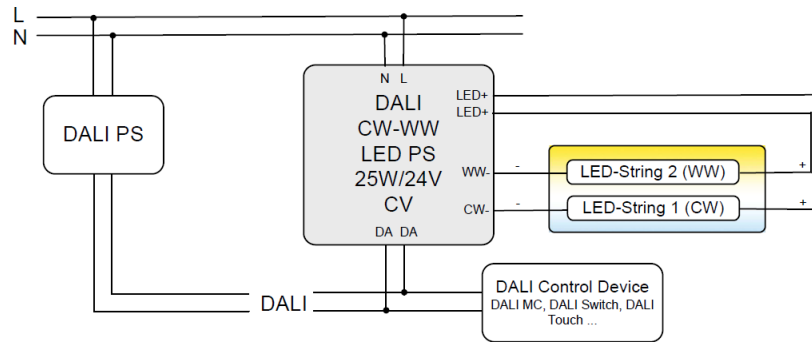 L
N
DALI PS
N L
DALI
CW-WW
LED PS
25W/24V
CV
LED+
LED+
WW-
CW-
DA DA
-
LED-String 2 (WW)
+
-
LED-String 1 (CW)
+
DALI
DALI Control Device
DALI MC, DALI Switch, DALI
Touch ...